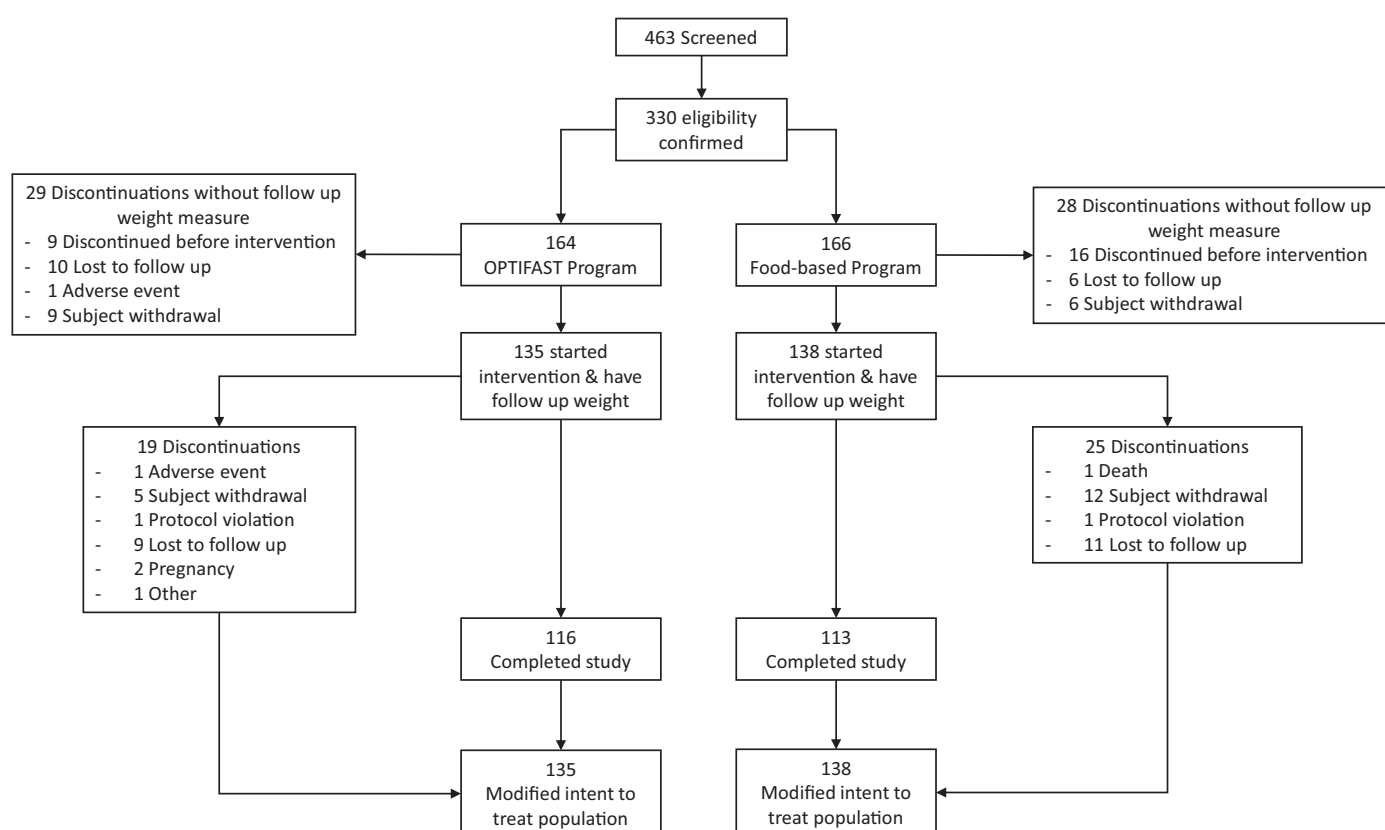 463 Screened
330 eligibility
confirmed
29 Discontinuations without follow up
weight measure
- 9 Discontinued before intervention
- 10 Lost to follow up
- 1 Adverse event
- 9 Subject withdrawal
164
OPTIFAST Program
166
Food-based Program
28 Discontinuations without follow up
weight measure
- 16 Discontinued before intervention
- 6 Lost to follow up
- 6 Subject withdrawal
135 started
intervention & have
follow up weight
138 started
intervention & have
follow up weight
19 Discontinuations
- 1 Adverse event
- 5 Subject withdrawal
- 1 Protocol violation
- 9 Lost to follow up
- 2 Pregnancy
- 1 Other
25 Discontinuations
- 1 Death
- 12 Subject withdrawal
- 1 Protocol violation
- 11 Lost to follow up
116
Completed study
113
Completed study
135
Modified intent to
treat population
138
Modified intent to
treat population